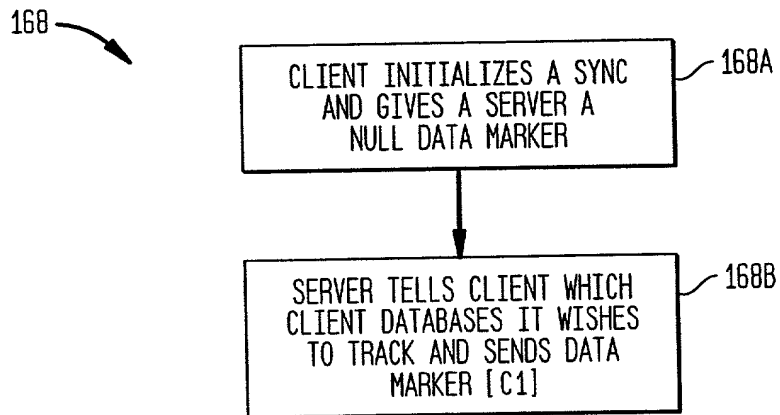 168
CLIENT INITIALIZES A SYNC
AND GIVES A SERVER A
NULL DATA MARKER
168A
SERVER TELLS CLIENT WHICH
CLIENT DATABASES IT WISHES
TO TRACK AND SENDS DATA
MARKER [C1]
168B